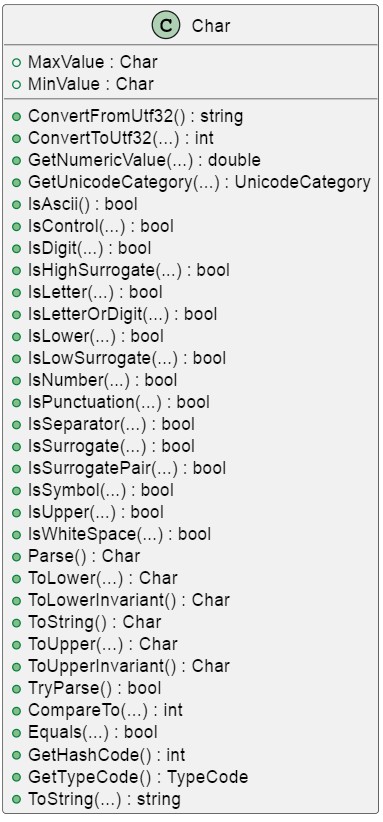 C Char
MaxValue : Char
MinValue : Char
ConvertFromUtf32() : string
ConvertToUtf32(...) : int
GetNumericValue(...) : double
GetUnicodeCategory(...) : UnicodeCategory
IsAscii() : bool
IsControl(...) : bool
IsDigit(...) : bool
IsHighSurrogate(...) : bool
IsLetter(...) : bool
IsLetterOrDigit(...) : bool
IsLower(...) : bool
IsLowSurrogate(...) : bool
IsNumber(...) : bool
IsPunctuation(...) : bool
IsSeparator(...) : bool
IsSurrogate(...) : bool
IsSurrogatePair(...) : bool
IsSymbol(...) : bool
IsUpper(...) : bool
IsWhiteSpace(...) : bool
Parse() : Char
ToLower(...) : Char
ToLowerInvariant() : Char
ToString() : Char
ToUpper(...) : Char
ToUpperInvariant() : Char
TryParse() : bool
CompareTo(...) : int
Equals(...) : bool
GetHashCode() : int
GetTypeCode() : TypeCode
ToString(...) : string